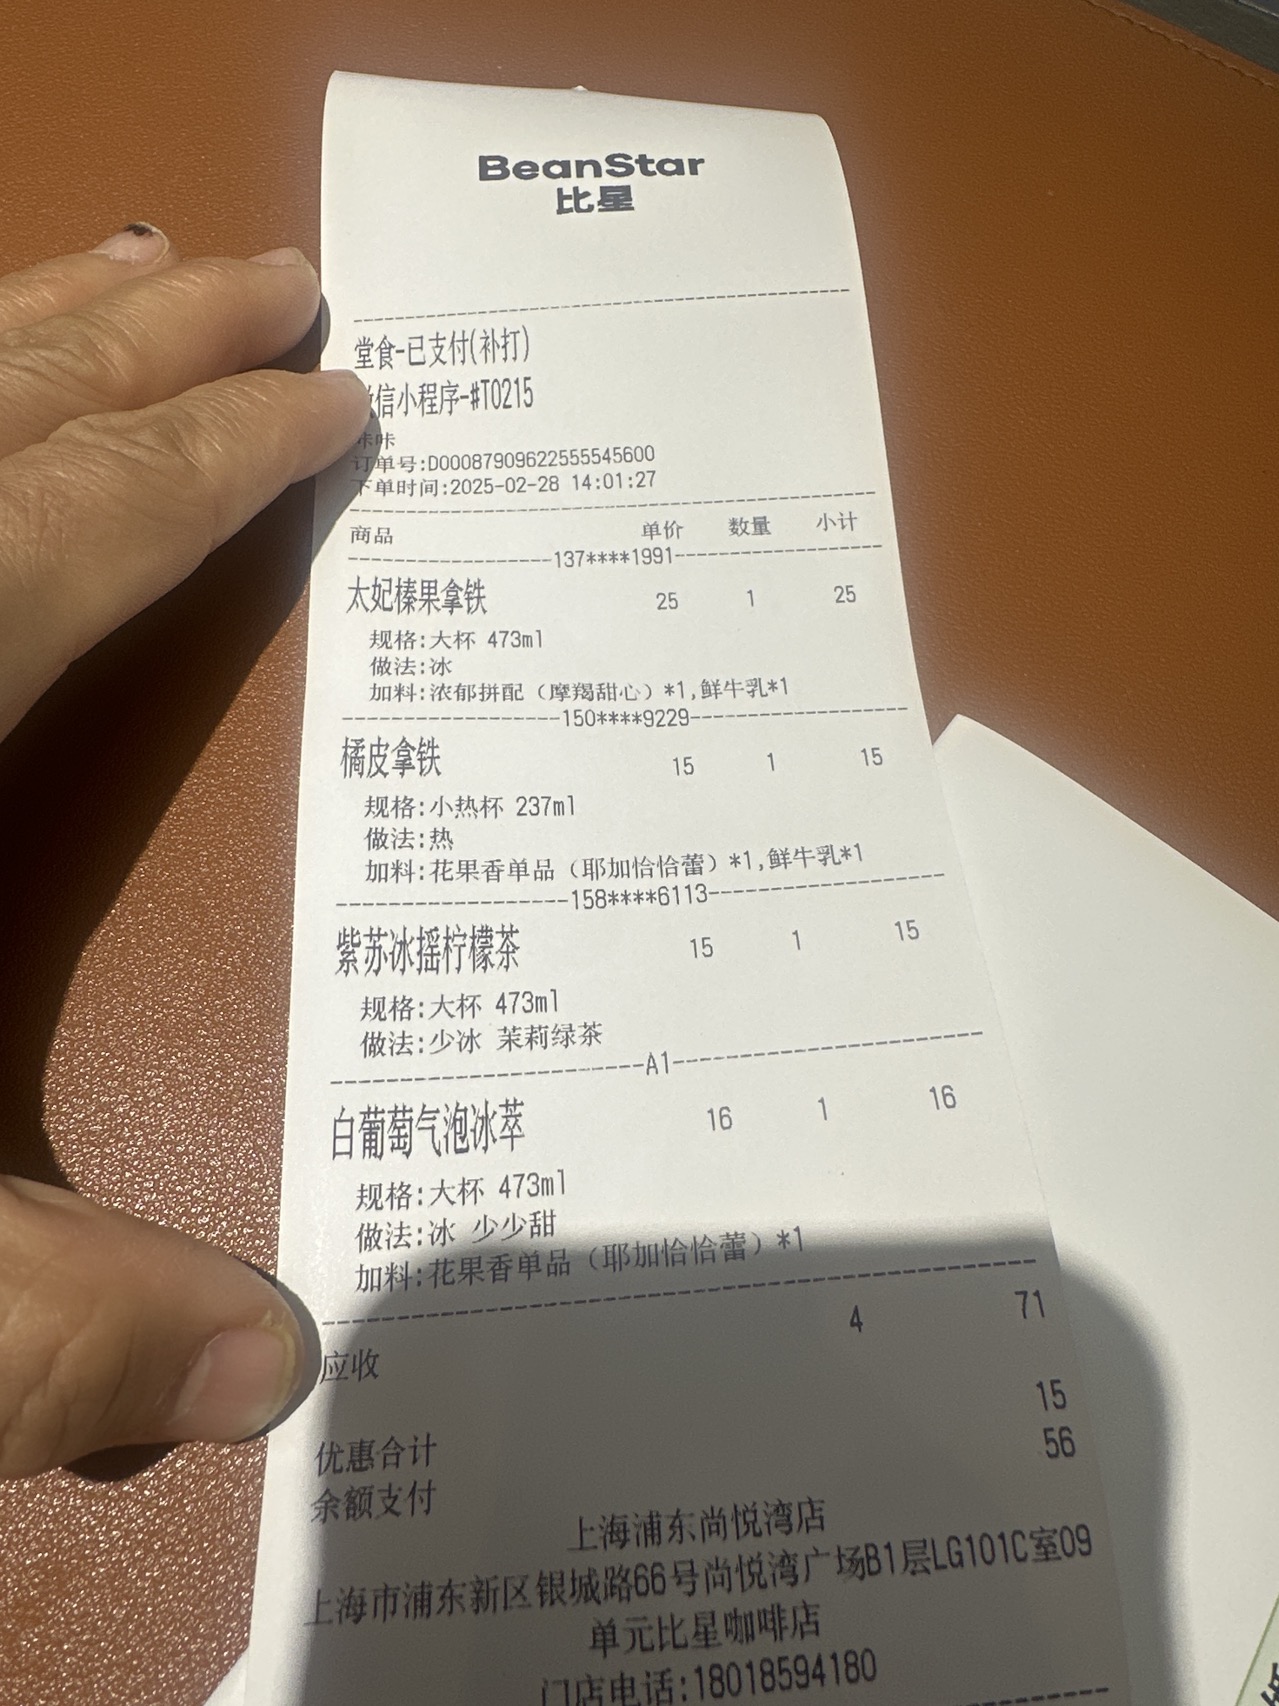 BeanStar
比星
堂食-已支付(补打)
信小程序-#T0215
咔
订单号:D00087909622555545600
下单时间:2025-02-28 14:01:27
商品 单价 数量 小计
137****1991
太妃榛果拿铁 25 1 25
规格:大杯 473ml
做法:冰
加料:浓郁拼配（摩羯甜心）*1,鲜牛乳*1
150****9229
橘皮拿铁 15 1 15
规格:小热杯 237ml
做法:热
加料:花果香单品（耶加恰恰蕾）*1,鲜牛乳*1
158****6113
紫苏冰摇柠檬茶 15 1 15
规格:大杯 473ml
做法:少冰 茉莉绿茶
A1
白葡萄气泡冰萃 16 1 16
规格:大杯 473ml
做法:冰 少少甜
加料:花果香单品（耶加恰恰蕾）*1
应收 4 71
优惠合计 15
余额支付 56
上海浦东尚悦湾店
上海市浦东新区银城路66号尚悦湾广场B1层LG101C室09
单元比星咖啡店
门店电话:18018594180